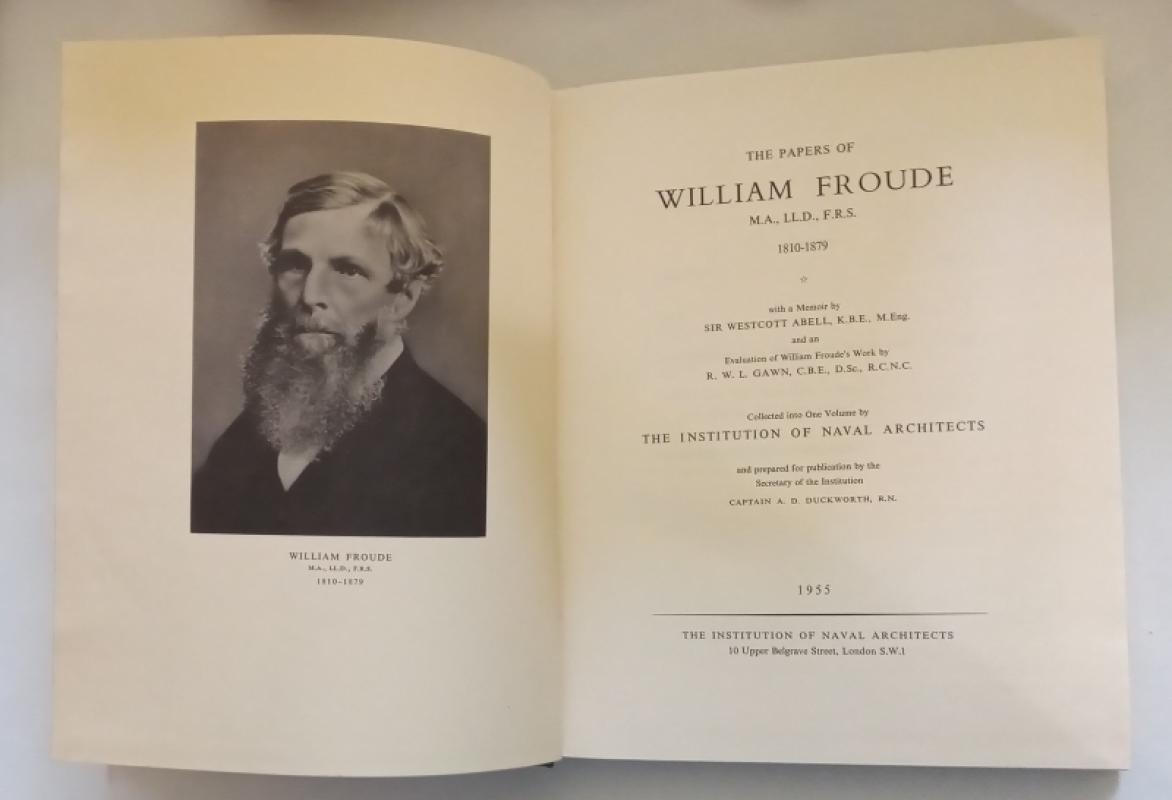 WILLIAM FROUDE
M.A., LL.D., F.R.S.
1810-1879
THE PAPERS OF
WILLIAM FROUDE
M.A., LL.D., F.R.S.
1810-1879
with a Memoir by
SIR WESTCOTT ABELL, K.B.E., M.Eng.
and an
Evaluation of William Froude's Work by
R. W. L. GAWN, C.B.E., D.Sc., R.C.N.C.
Collected into One Volume by
THE INSTITUTION OF NAVAL ARCHITECTS
and prepared for publication by the
Secretary of the Institution
CAPTAIN A. D. DUCKWORTH, R.N.
1955
THE INSTITUTION OF NAVAL ARCHITECTS
10 Upper Belgrave Street, London S.W.1